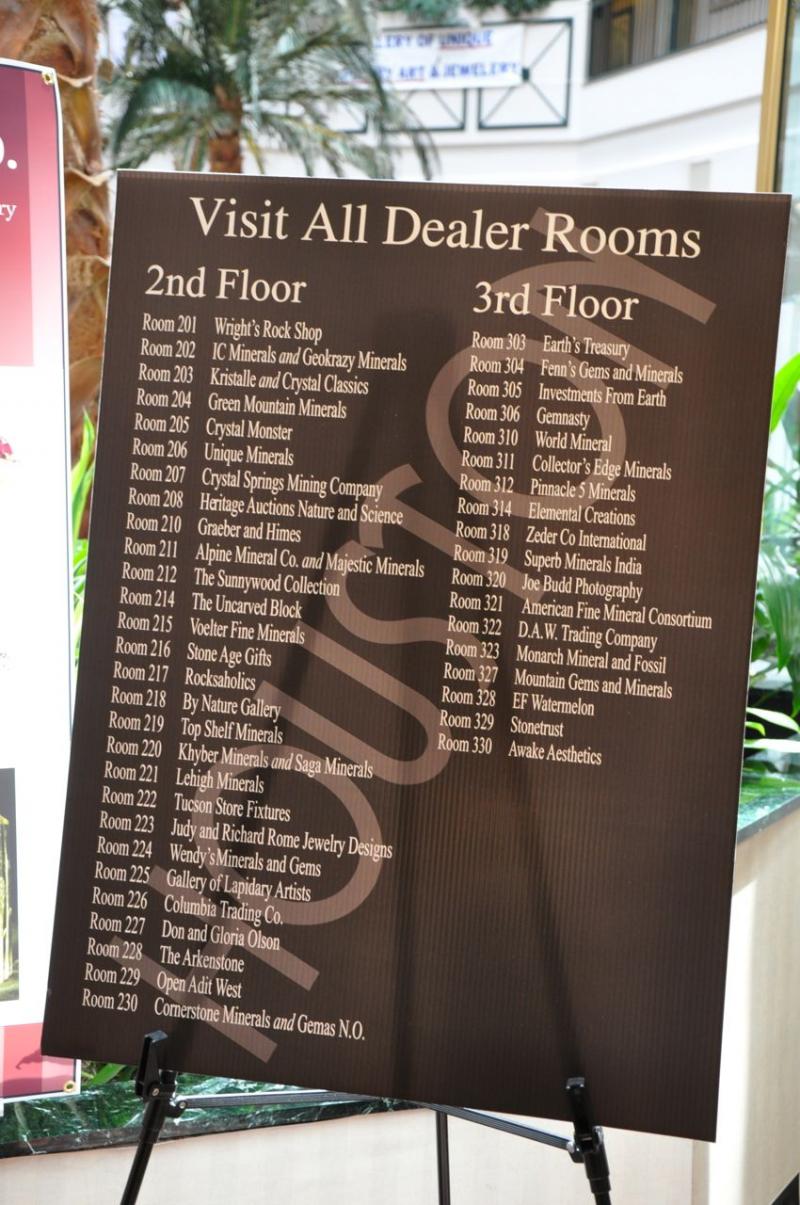 LERY OF UNIQUE
ART & JEWELERY
ry
Visit All Dealer Rooms
2nd Floor
Room 201 Wright's Rock Shop
Room 202 IC Minerals and Geokrazy Minerals
Room 203 Kristalle and Crystal Classics
Room 204 Green Mountain Minerals
Room 205 Crystal Monster
Room 206 Unique Minerals
Room 207 Crystal Springs Mining Company
Room 208 Heritage Auctions Nature and Science
Room 210 Graeber and Himes
Room 211 Alpine Mineral Co. and Majestic Minerals
Room 212 The Sunnywood Collection
Room 214 The Uncarved Block
Room 215 Voelter Fine Minerals
Room 216 Stone Age Gifts
Room 217 Rocksaholics
Room 218 By Nature Gallery
Room 219 Top Shelf Minerals
Room 220 Khyber Minerals and Saga Minerals
Room 221 Lehigh Minerals
Room 222 Tucson Store Fixtures
Room 223 Judy and Richard Rome Jewelry Designs
Room 224 Wendy's Minerals and Gems
Room 225 Gallery of Lapidary Artists
Room 226 Columbia Trading Co.
Room 227 Don and Gloria Olson
Room 228 The Arkenstone
Room 229 Open Adit West
Room 230 Cornerstone Minerals and Gemas N.O.
3rd Floor
Room 303 Earth's Treasury
Room 304 Fenn's Gems and Minerals
Room 305 Investments From Earth
Room 306 Gemnasty
Room 310 World Mineral
Room 311 Collector's Edge Minerals
Room 312 Pinnacle 5 Minerals
Room 314 Elemental Creations
Room 318 Zeder Co International
Room 319 Superb Minerals India
Room 320 Joe Budd Photography
Room 321 American Fine Mineral Consortium
Room 322 D.A.W. Trading Company
Room 323 Monarch Mineral and Fossil
Room 327 Mountain Gems and Minerals
Room 328 EF Watermelon
Room 329 Stonetrust
Room 330 Awake Aesthetics
HOUSTON